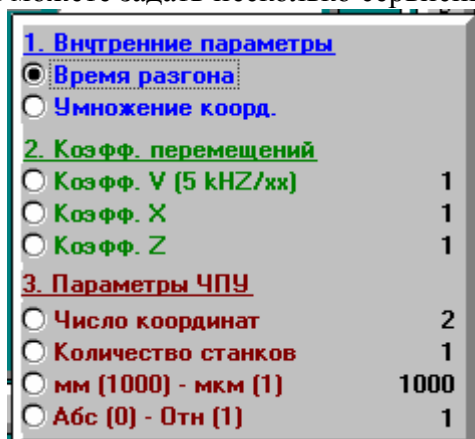 1. Внутренние параметры
Время разгона
Умножение коорд.
2. Коэфф. перемещений
Коэфф. V (5 kHZ/xx) 1
Коэфф. X 1
Коэфф. Z 1
3. Параметры ЧПУ
Число координат 2
Количество станков 1
мм (1000) - мкм (1) 1000
Абс (0) - Отн (1) 1